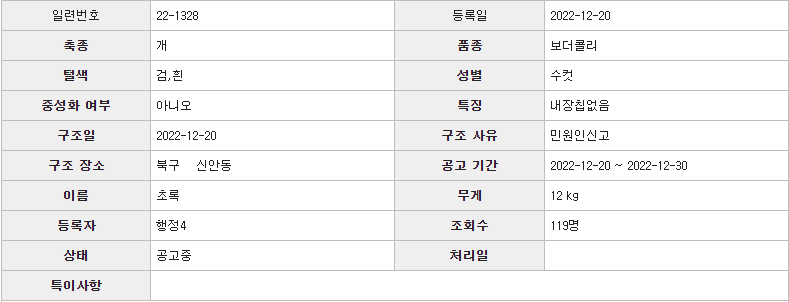 일련번호 22-1328 등록일 2022-12-20
축종 개 품종 보더콜리
털색 검,흰 성별 수컷
중성화 여부 아니오 특징 내장칩없음
구조일 2022-12-20 구조 사유 민원인신고
구조 장소 북구 신안동 공고 기간 2022-12-20 ~ 2022-12-30
이름 초록 무게 12 kg
등록자 행정4 조회수 119명
상태 공고중 처리일
특이사항